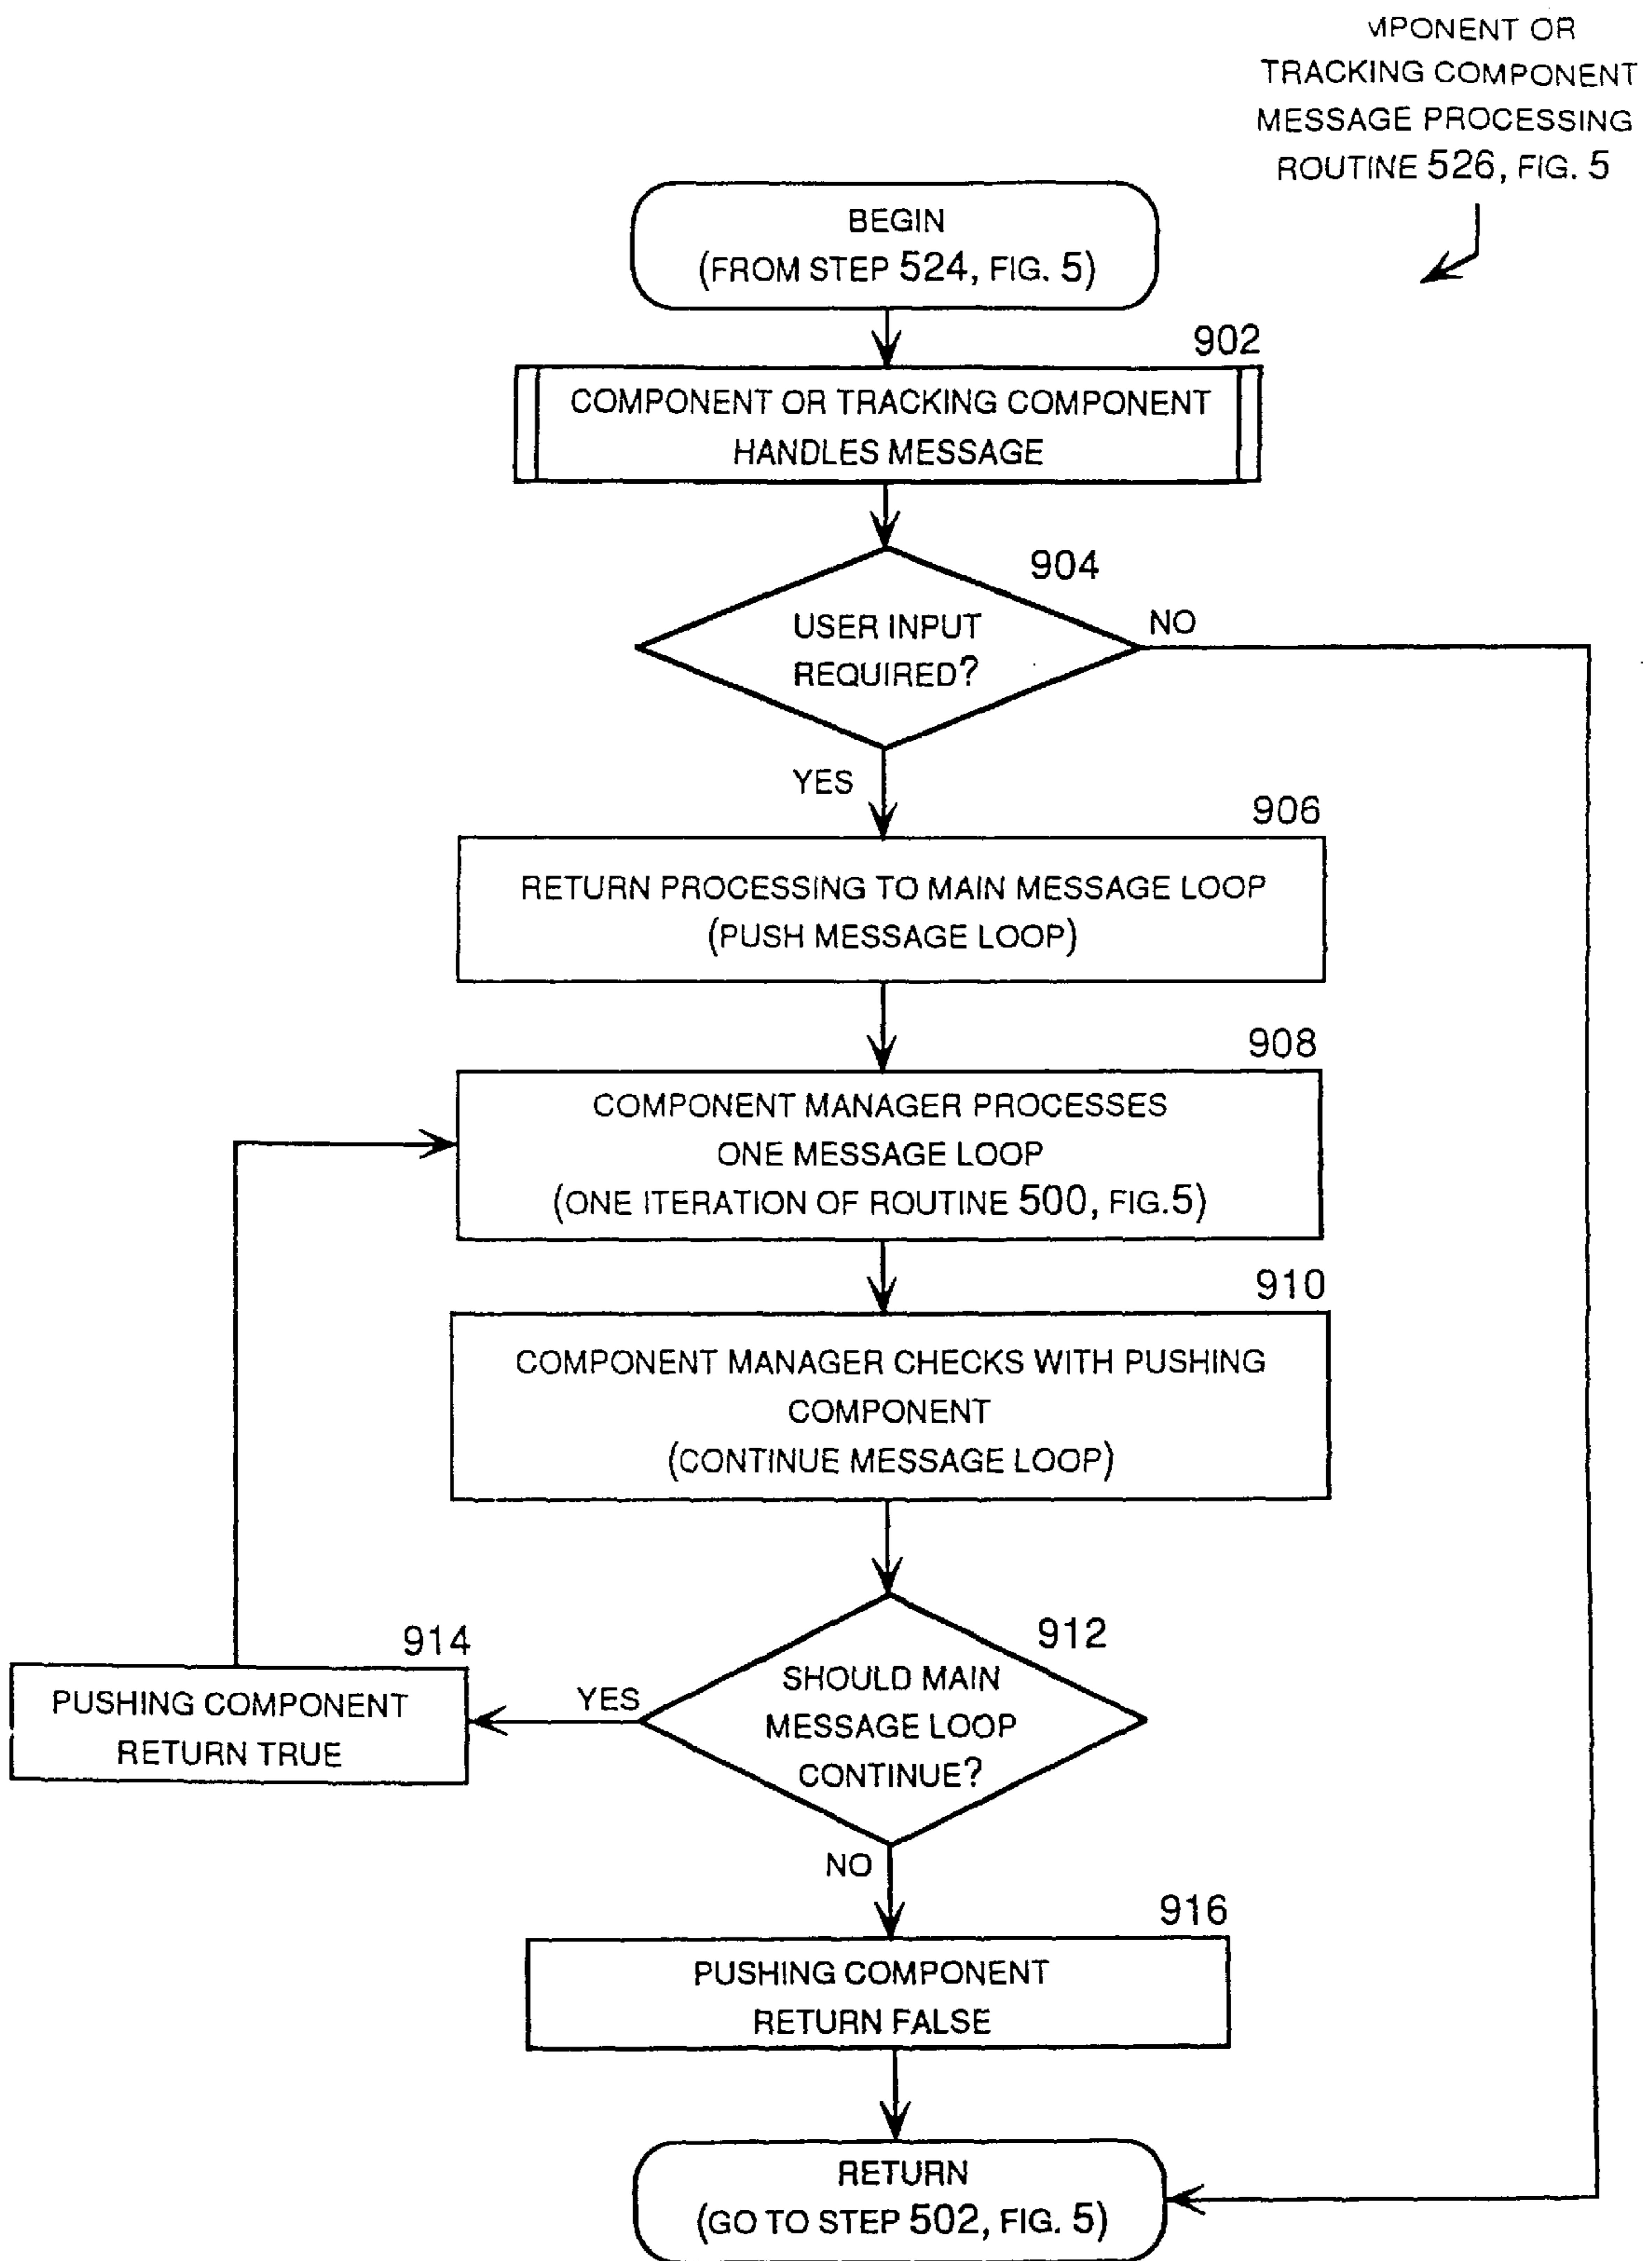 OR
TRACKING COMPONENT
MESSAGE PROCESSING
ROUTINE 526, FIG. 5
BEGIN
(FROM STEP 524, FIG. 5)
902
COMPONENT OR TRACKING COMPONENT
HANDLES MESSAGE
904
USER INPUT
REQUIRED?
NO
YES
906
RETURN PROCESSING TO MAIN MESSAGE LOOP
(PUSH MESSAGE LOOP)
908
COMPONENT MANAGER PROCESSES
ONE MESSAGE LOOP
(ONE ITERATION OF ROUTINE 500, FIG.5)
910
COMPONENT MANAGER CHECKS WITH PUSHING
COMPONENT
(CONTINUE MESSAGE LOOP)
912
SHOULD MAIN
MESSAGE LOOP
CONTINUE?
YES
914
PUSHING COMPONENT
RETURN TRUE
NO
916
PUSHING COMPONENT
RETURN FALSE
RETURN
(GO TO STEP 502, FIG. 5)